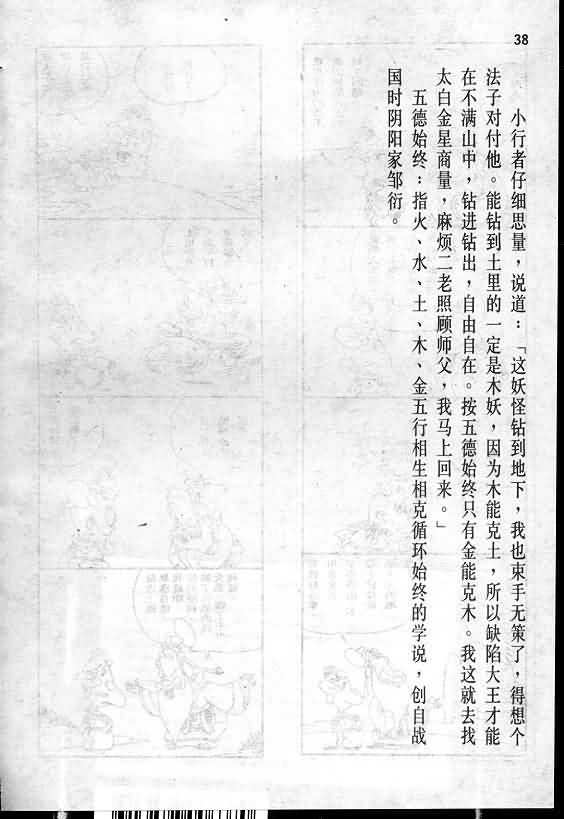 38
小行者仔细思量，说道：「这妖怪钻到地下，我也束手无策了，得想个
法子对付他。能钻到土里的一定是木妖，因为木能克土，所以缺陷大王才能
在不满山中，钻进钻出，自由自在。按五德始终只有金能克木。我这就去找
太白金星商量，麻烦二老照顾师父，我马上回来。」
五德始终：指火、水、土、木、金五行相生相克循环始终的学说，创自战
国时阴阳家邹衍。